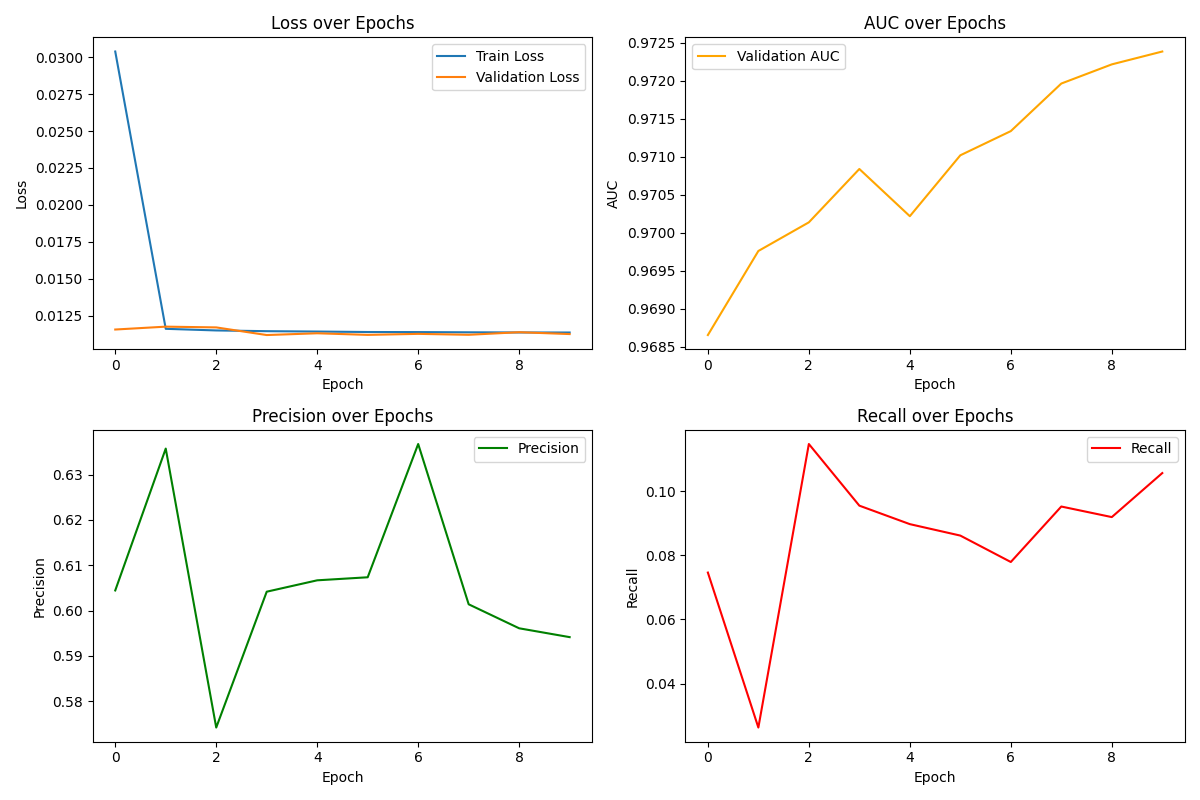 Loss over Epochs
0.0300
0.0275
0.0250
0.0225
0.0200
0.0175
0.0150
0.0125
Loss
Train Loss
Validation Loss
0 2 4 6 8
Epoch
AUC over Epochs
0.9725
0.9720
0.9715
0.9710
0.9705
0.9700
0.9695
0.9690
0.9685
AUC
Validation AUC
0 2 4 6 8
Epoch
Precision over Epochs
0.63
0.62
0.61
0.60
0.59
0.58
Precision
Precision
0 2 4 6 8
Epoch
Recall over Epochs
0.10
0.08
0.06
0.04
Recall
Recall
0 2 4 6 8
Epoch